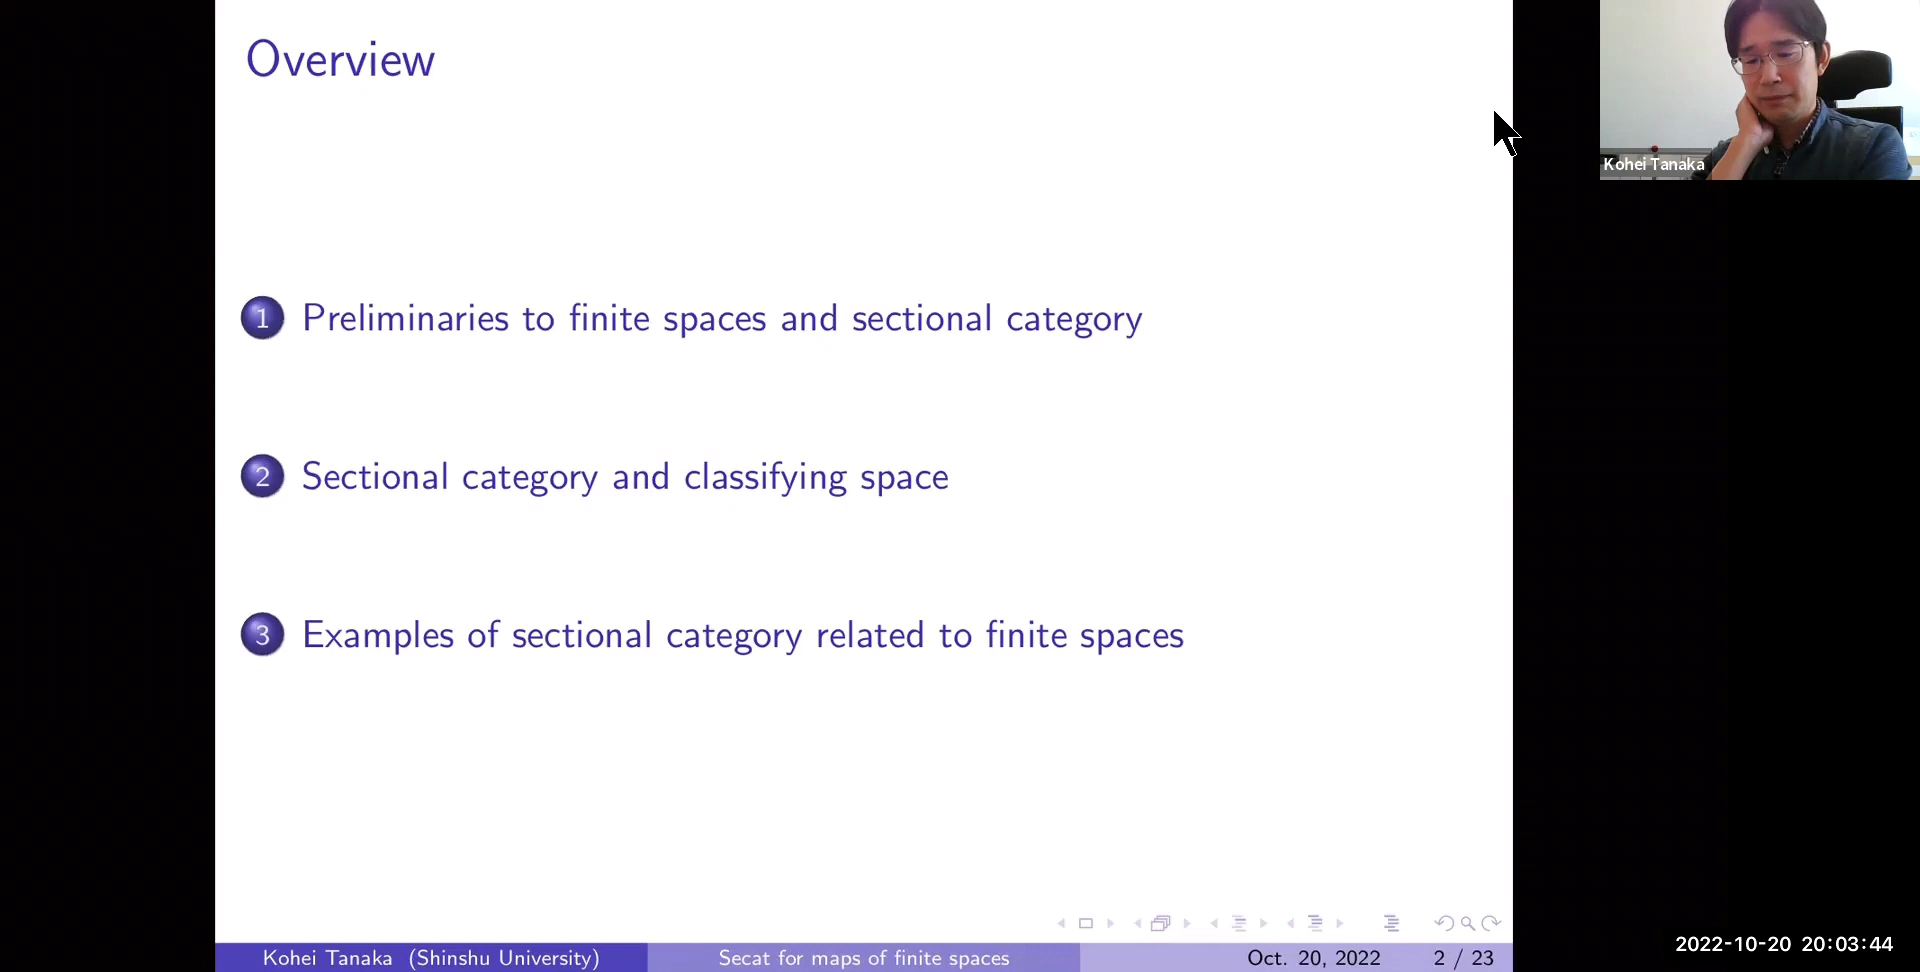 Overview
Kohei Tanaka
1 Preliminaries to finite spaces and sectional category
2 Sectional category and classifying space
3 Examples of sectional category related to finite spaces
Kohei Tanaka (Shinshu University) Secat for maps of finite spaces Oct. 20, 2022 2 / 23
2022-10-20 20:03:44